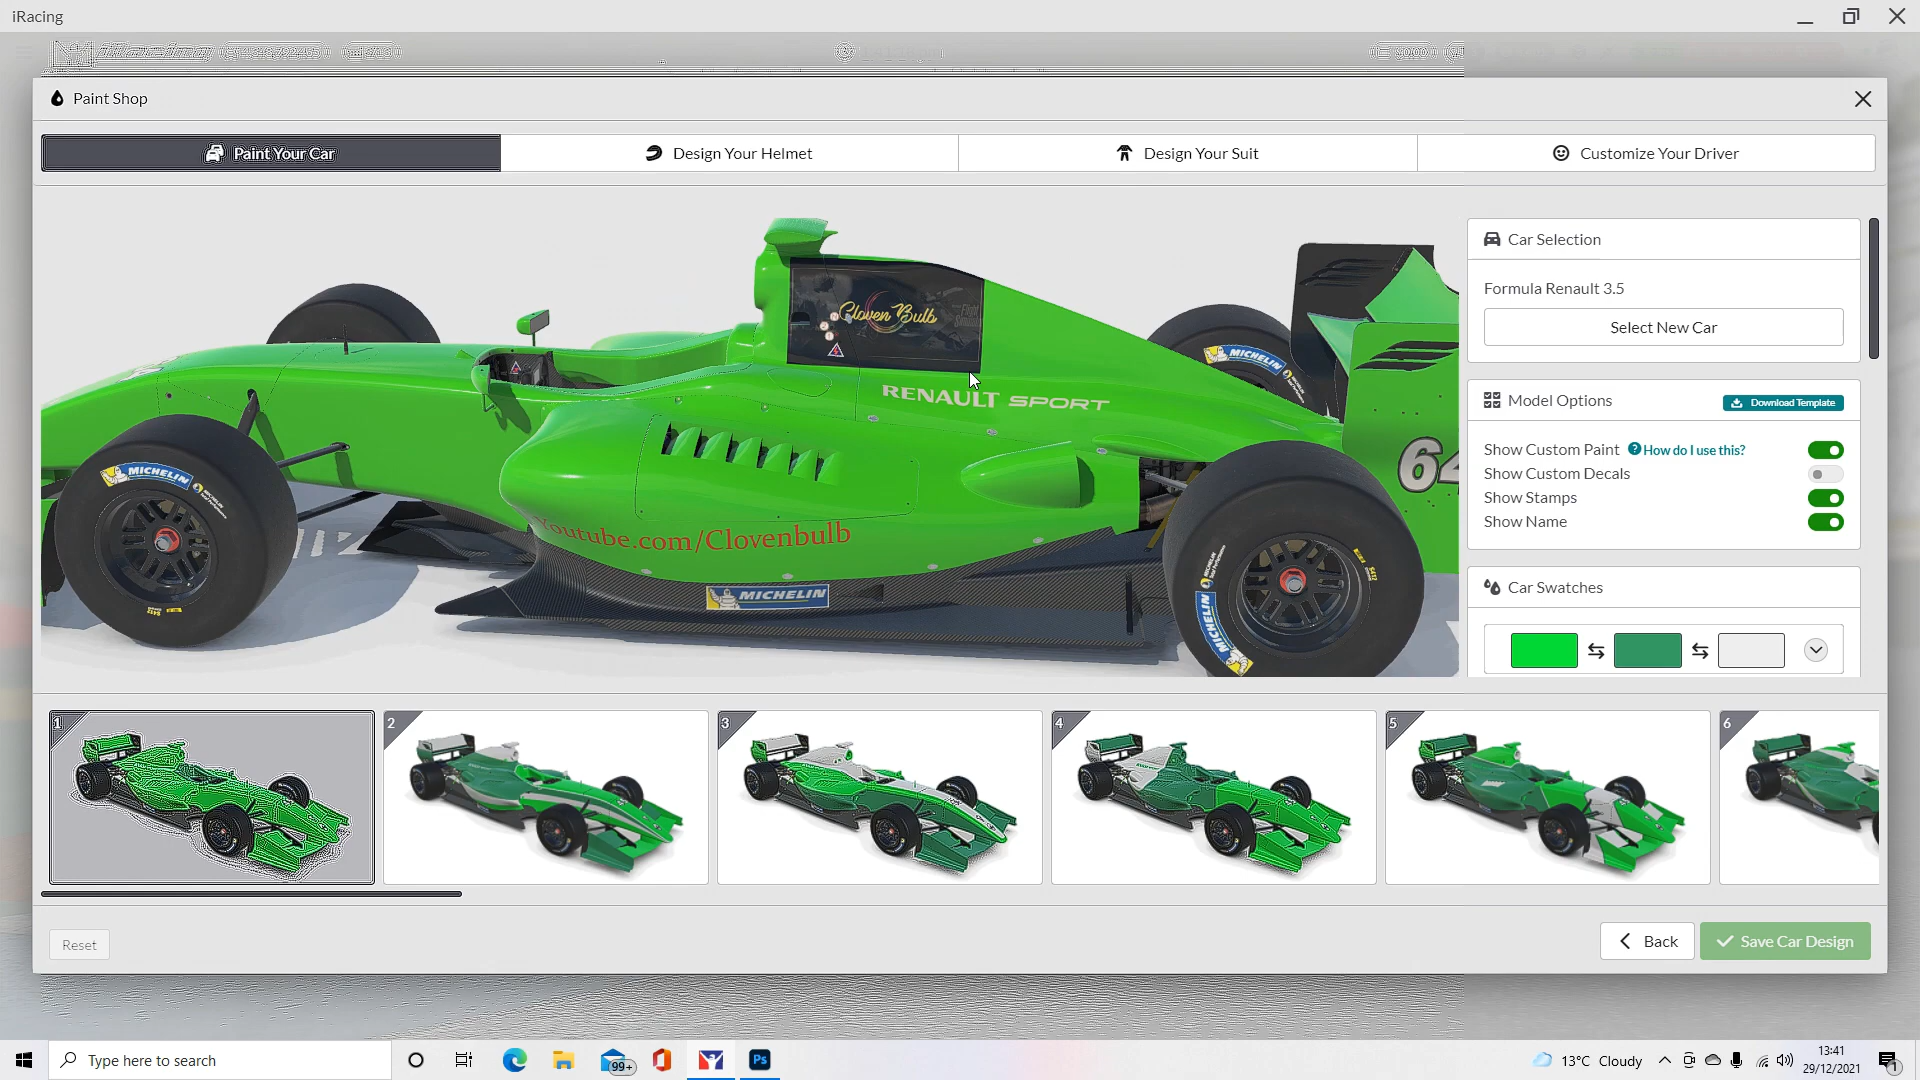 iRacing
Paint Shop
Paint Your Car
Design Your Helmet
Design Your Suit
Customize Your Driver
Cloven Bulb
RENAULT SPORT
MICHELIN
MICHELIN
Youtube.com/Clovenbulb
MICHELIN
MICHELIN
64
Car Selection
Formula Renault 3.5
Select New Car
Model Options
Download Template
Show Custom Paint
How do I use this?
Show Custom Decals
Show Stamps
Show Name
Car Swatches
1
2
3
4
5
6
Reset
Back
Save Car Design
Type here to search
99+
Ps
13°C Cloudy
13:41
29/12/2021
1